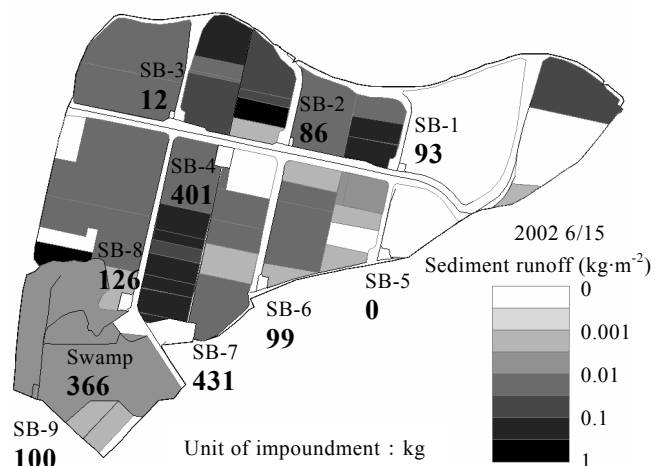 SB-3
12
SB-2
86
SB-1
93
SB-4
401
2002 6/15
SB-8
126
SB-5
0
Sediment runoff (kg·m-2)
0
0.001
0.01
0.1
1
SB-6
99
Swamp
366
SB-7
431
SB-9
100
Unit of impoundment : kg